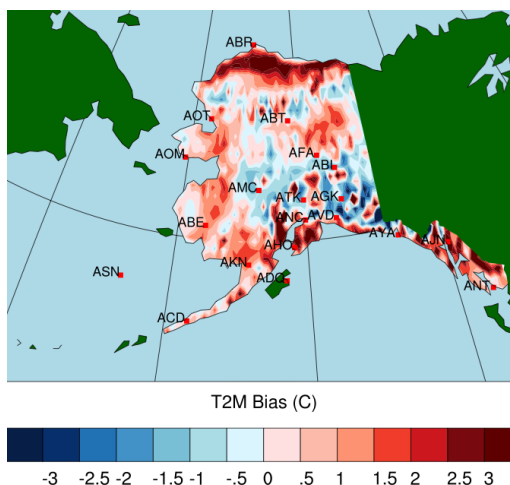 ABR
AOT
ABT
AOM
AFA
ABI
AMC
ATK
AGK
ABE
ANC
AVD
AYA
AHO
AJN
AKN
ASN
ADQ
ANT
ACD
T2M Bias (C)
-3 -2.5 -2 -1.5 -1 -.5 0 .5 1 1.5 2 2.5 3